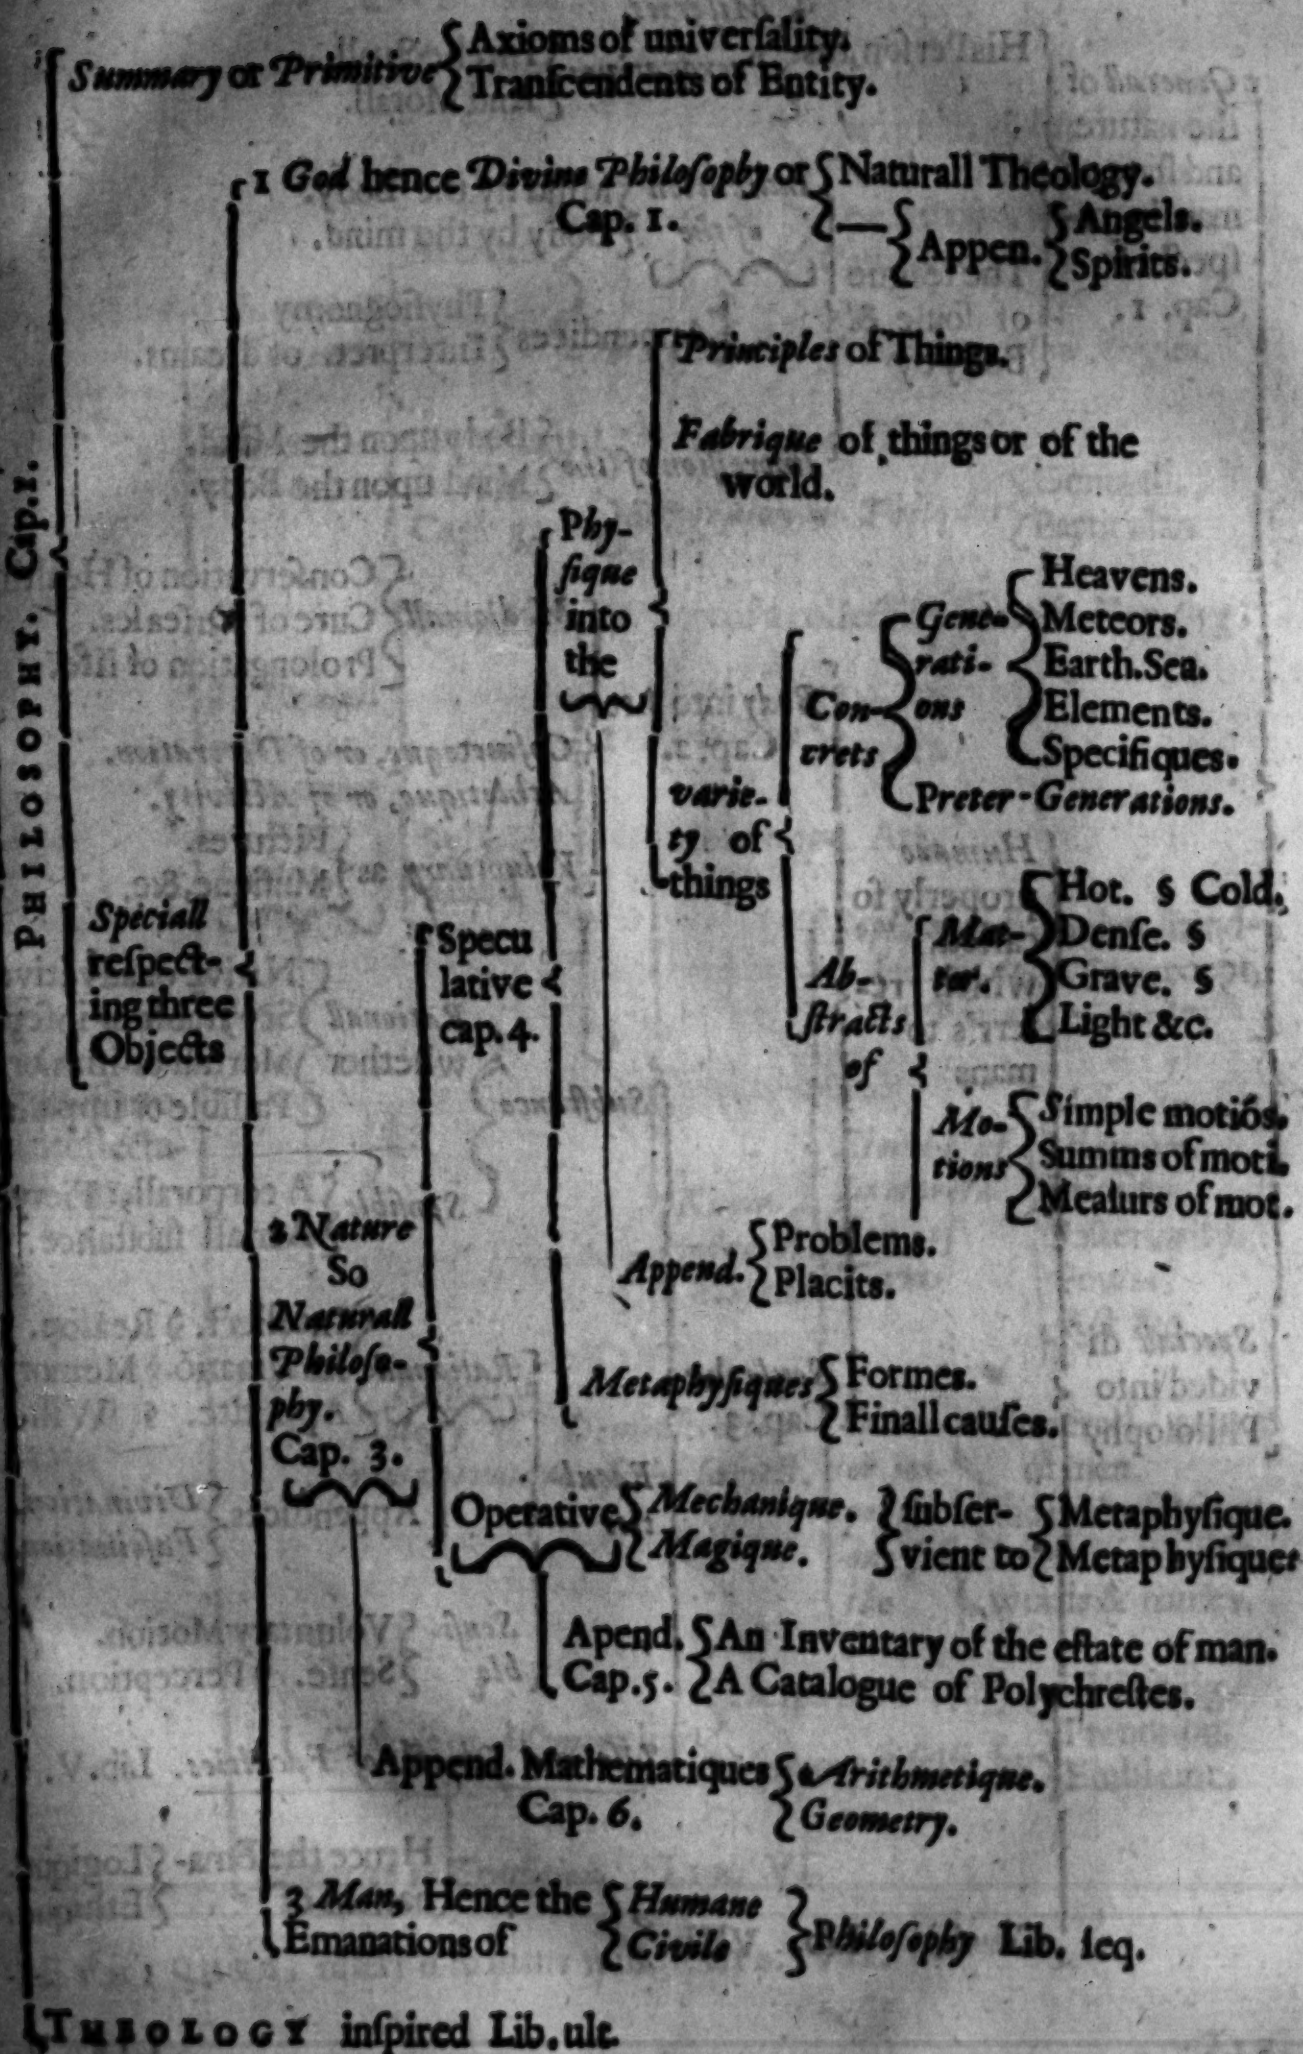 PHILOSOPHY. Cap.1.
Summary or Primitive
Axioms of univerſality.
Tranſcendents of Entity.
Speciall
reſpect-
ing three
Objects
1 God hence Divine Philoſophy or
Cap. 1.
Naturall Theology.
Appen.
Angels.
Spirits.
2 Nature
So
Naturall
Philoſo-
phy.
Cap. 3.
Specu
lative
cap. 4.
Phy-
ſique
into
the
Principles of Things.
Fabrique of things or of the
world.
varie-
ty of
things
Con-
crets
Gene-
rati-
ons
Heavens.
Meteors.
Earth. Sea.
Elements.
Specifiques.
Preter-Generations.
Ab-
ſtracts
of
Mat-
ter.
Hot. § Cold.
Denſe. §
Grave. §
Light &c.
Mo-
tions
Simple motiōs.
Summs of moti.
Meaſurs of mot.
Append.
Problems.
Placits.
Metaphyſiques
Formes.
Finall cauſes.
Operative
Mechanique.
Magique.
ſubſer-
vient to
Metaphyſique.
Metaphyſique
Apend.
Cap. 5.
An Inventary of the eſtate of man.
A Catalogue of Polychreſtes.
Append. Mathematiques
Cap. 6.
Arithmetique.
Geometry.
3 Man, Hence the
Emanations of
Humane
Civile
Philoſophy Lib. ſeq.
THEOLOGY inſpired Lib. ult.